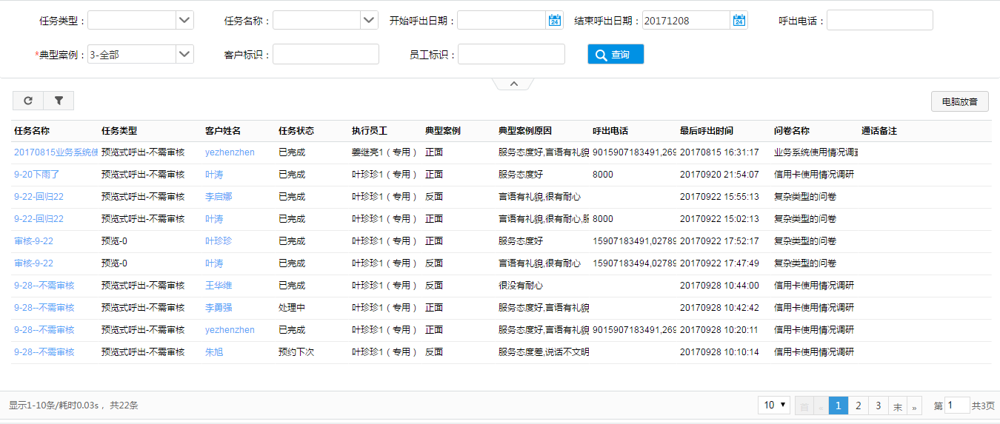 任务类型： 任务名称： 开始呼出日期： 24 结束呼出日期： 20171208 24 呼出电话：
*典型案例： 3-全部 客户标识： 员工标识： 查询
电脑放音
任务名称 任务类型 客户姓名 任务状态 执行员工 典型案例 典型案例原因 呼出电话 最后呼出时间 问卷名称 通话备注
20170815业务系统使 预览式呼出-不需审核 yezhenzhen 已完成 姜继亮1（专用） 正面 服务态度好,言语有礼貌 9015907183491,269 20170815 16:31:17 业务系统使用情况调查
9-20下雨了 预览式呼出-不需审核 叶涛 已完成 叶珍珍1（专用） 正面 服务态度好 8000 20170920 21:54:07 信用卡使用情况调研
9-22-回归22 预览式呼出-不需审核 李启娜 已完成 叶珍珍1（专用） 反面 言语有礼貌,很有耐心 20170922 15:55:13 复杂类型的问卷
9-22-回归22 预览式呼出-不需审核 叶涛 已完成 叶珍珍1（专用） 正面 言语有礼貌,很有耐心,服 8000 20170922 15:02:13 复杂类型的问卷
审核-9-22 预览-0 叶珍珍 已完成 叶珍珍1（专用） 正面 服务态度好 15907183491,02789 20170922 17:52:17 复杂类型的问卷
审核-9-22 预览-0 叶涛 已完成 叶珍珍1（专用） 反面 言语有礼貌,很有耐心 15907183494,02789 20170922 17:47:49 复杂类型的问卷
9-28--不需审核 预览式呼出-不需审核 王华维 已完成 叶珍珍1（专用） 反面 很没有耐心 20170928 10:44:00 信用卡使用情况调研
9-28--不需审核 预览式呼出-不需审核 李勇强 处理中 叶珍珍1（专用） 正面 服务态度好,言语有礼貌 20170928 10:42:42 信用卡使用情况调研
9-28--不需审核 预览式呼出-不需审核 yezhenzhen 已完成 叶珍珍1（专用） 正面 服务态度好,言语有礼貌 9015907183491,269 20170928 10:20:11 信用卡使用情况调研
9-28--不需审核 预览式呼出-不需审核 朱旭 预约下次 叶珍珍1（专用） 反面 服务态度差,说话不文明 20170928 10:10:14 信用卡使用情况调研
显示1-10条/耗时0.03s， 共22条 10 首 « 1 2 3 末 » 第 1 共3页